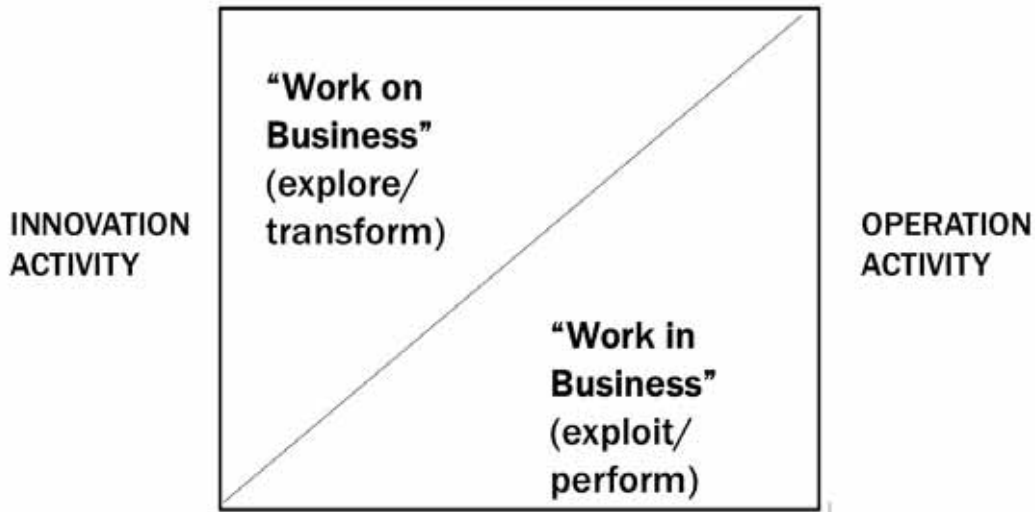 “Work on
Business”
(explore/
transform)
INNOVATION
ACTIVITY
OPERATION
ACTIVITY
“Work in
Business”
(exploit/
perform)